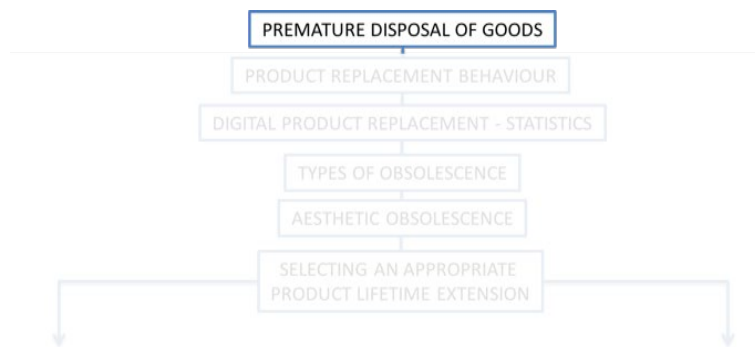 PREMATURE DISPOSAL OF GOODS
PRODUCT REPLACEMENT BEHAVIOUR
DIGITAL PRODUCT REPLACEMENT - STATISTICS
TYPES OF OBSOLESCENCE
AESTHETIC OBSOLESCENCE
SELECTING AN APPROPRIATE
PRODUCT LIFETIME EXTENSION